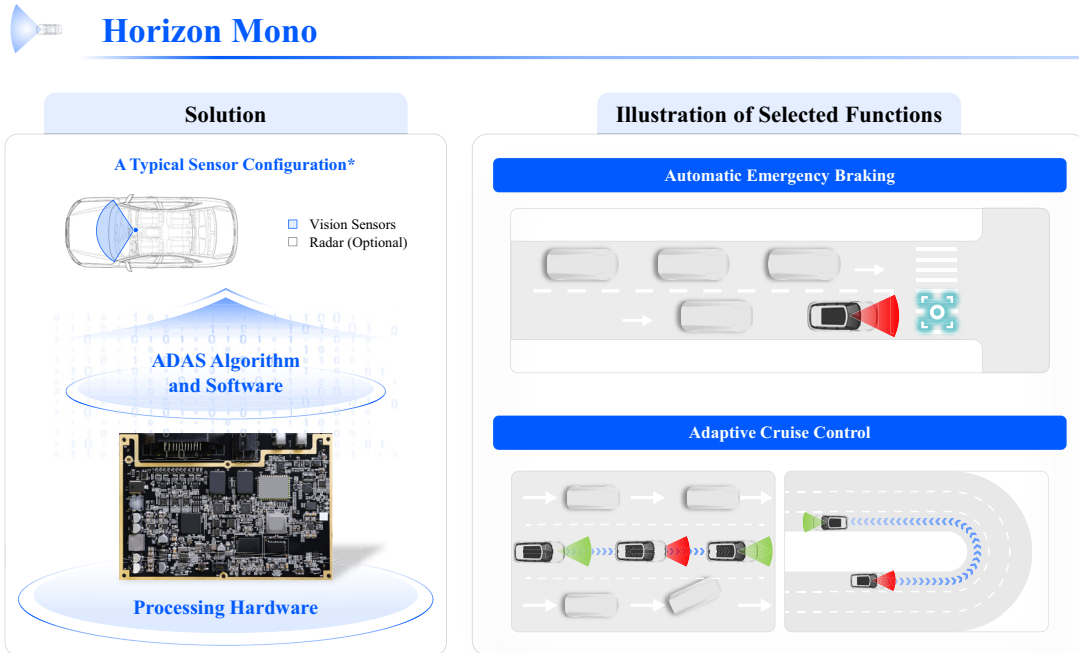 Horizon Mono
Solution
A Typical Sensor Configuration*
Vision Sensors
Radar (Optional)
ADAS Algorithm
and Software
Processing Hardware
Illustration of Selected Functions
Automatic Emergency Braking
Adaptive Cruise Control